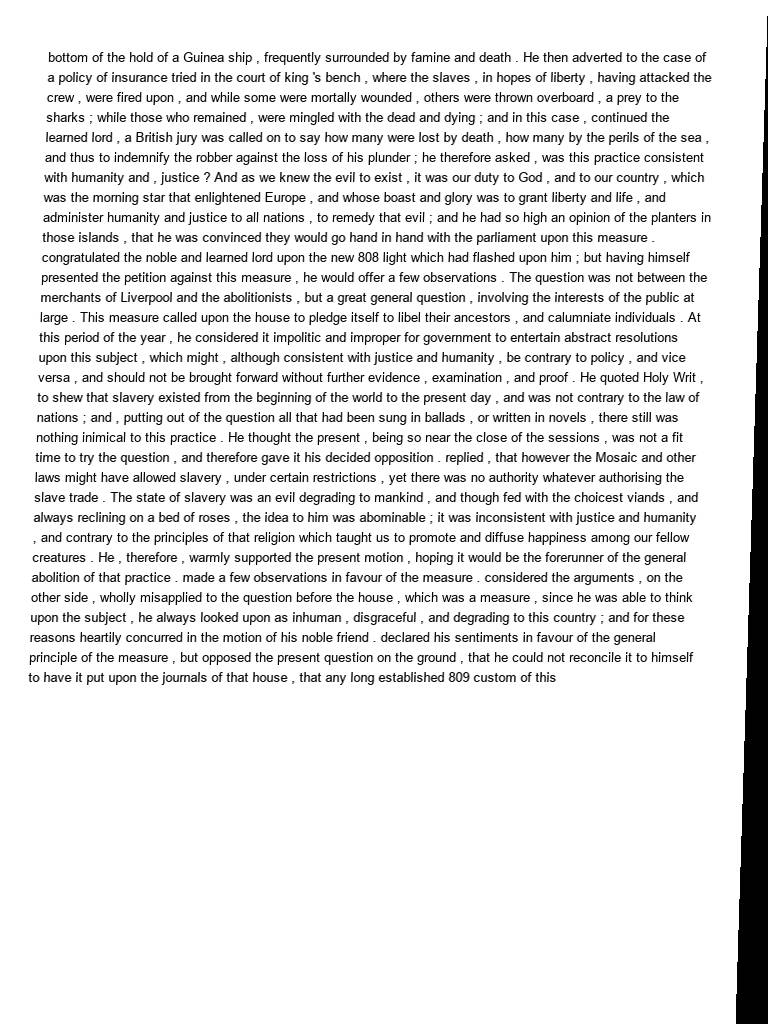 bottom of the hold of a Guinea ship , frequently surrounded by famine and death . He then adverted to the case of
a policy of insurance tried in the court of king 's bench , where the slaves , in hopes of liberty , having attacked the
crew , were fired upon , and while some were mortally wounded , others were thrown overboard , a prey to the
sharks ; while those who remained , were mingled with the dead and dying ; and in this case , continued the
learned lord , a British jury was called on to say how many were lost by death , how many by the perils of the sea ,
and thus to indemnify the robber against the loss of his plunder ; he therefore asked , was this practice consistent
with humanity and , justice ? And as we knew the evil to exist , it was our duty to God , and to our country , which
was the morning star that enlightened Europe , and whose boast and glory was to grant liberty and life , and
administer humanity and justice to all nations , to remedy that evil ; and he had so high an opinion of the planters in
those islands , that he was convinced they would go hand in hand with the parliament upon this measure .
congratulated the noble and learned lord upon the new 808 light which had flashed upon him ; but having himself
presented the petition against this measure , he would offer a few observations . The question was not between the
merchants of Liverpool and the abolitionists , but a great general question , involving the interests of the public at
large . This measure called upon the house to pledge itself to libel their ancestors , and calumniate individuals . At
this period of the year , he considered it impolitic and improper for government to entertain abstract resolutions
upon this subject , which might , although consistent with justice and humanity , be contrary to policy , and vice
versa , and should not be brought forward without further evidence , examination , and proof . He quoted Holy Writ ,
to shew that slavery existed from the beginning of the world to the present day , and was not contrary to the law of
nations ; and , putting out of the question all that had been sung in ballads , or written in novels , there still was
nothing inimical to this practice . He thought the present , being so near the close of the sessions , was not a fit
time to try the question , and therefore gave it his decided opposition . replied , that however the Mosaic and other
laws might have allowed slavery , under certain restrictions , yet there was no authority whatever authorising the
slave trade . The state of slavery was an evil degrading to mankind , and though fed with the choicest viands , and
always reclining on a bed of roses , the idea to him was abominable ; it was inconsistent with justice and humanity
, and contrary to the principles of that religion which taught us to promote and diffuse happiness among our fellow
creatures . He , therefore , warmly supported the present motion , hoping it would be the forerunner of the general
abolition of that practice . made a few observations in favour of the measure . considered the arguments , on the
other side , wholly misapplied to the question before the house , which was a measure , since he was able to think
upon the subject , he always looked upon as inhuman , disgraceful , and degrading to this country ; and for these
reasons heartily concurred in the motion of his noble friend . declared his sentiments in favour of the general
principle of the measure , but opposed the present question on the ground , that he could not reconcile it to himself
to have it put upon the journals of that house , that any long established 809 custom of this